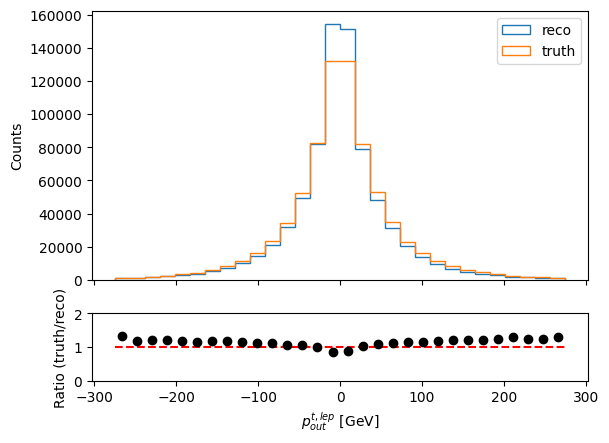 160000
140000
120000
100000
80000
60000
40000
20000
0
Counts
reco
truth
2
1
0
Ratio (truth/reco)
−300 −200 −100 0 100 200 300
$p_{out}^{t,lep}$ [GeV]